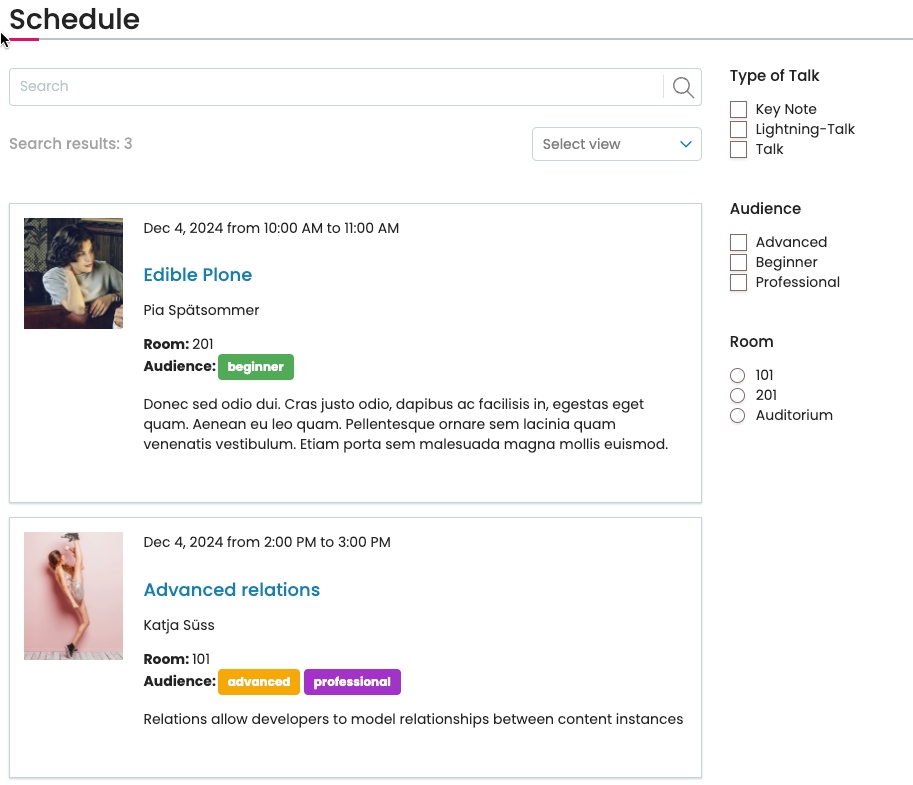 Schedule
Search
Search results: 3
Select view
Dec 4, 2024 from 10:00 AM to 11:00 AM
Edible Plone
Pia Spätsommer
Room: 201
Audience: beginner
Donec sed odio dui. Cras justo odio, dapibus ac facilisis in, egestas eget
quam. Aenean eu leo quam. Pellentesque ornare sem lacinia quam
venenatis vestibulum. Etiam porta sem malesuada magna mollis euismod.
Dec 4, 2024 from 2:00 PM to 3:00 PM
Advanced relations
Katja Süss
Room: 101
Audience: advanced professional
Relations allow developers to model relationships between content instances
Type of Talk
Key Note
Lightning-Talk
Talk
Audience
Advanced
Beginner
Professional
Room
101
201
Auditorium